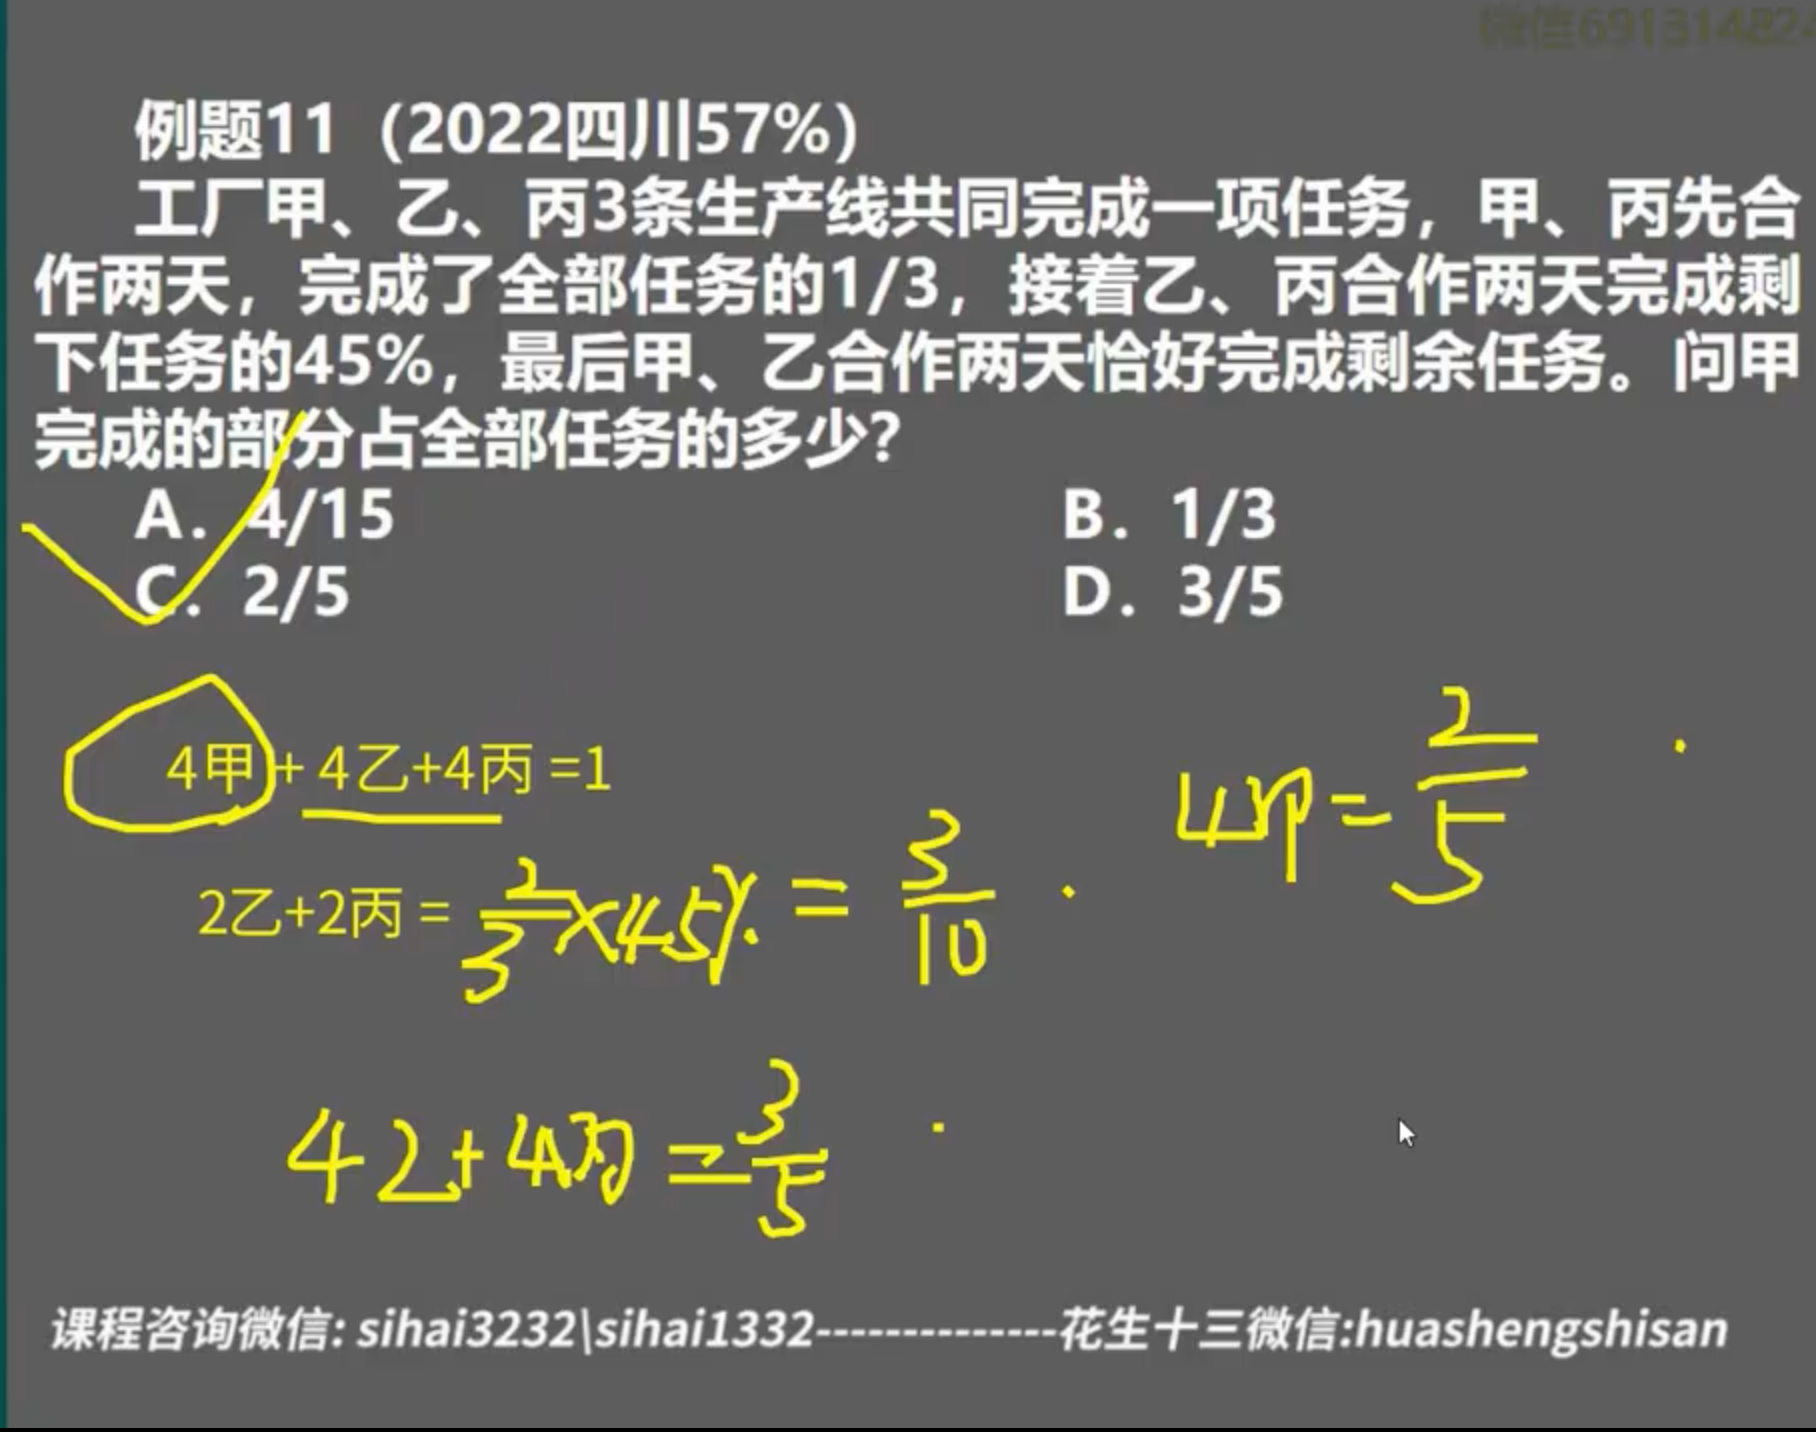 微信691314824
例题11（2022四川57%）
工厂甲、乙、丙3条生产线共同完成一项任务，甲、丙先合
作两天，完成了全部任务的1/3，接着乙、丙合作两天完成剩
下任务的45%，最后甲、乙合作两天恰好完成剩余任务。问甲
完成的部分占全部任务的多少？
A．4/15 B．1/3
C．2/5 D．3/5
4甲+4乙+4丙=1
4甲=2/5
2乙+2丙=2/3×45%=3/10
4乙+4丙=3/5
课程咨询微信: sihai3232\sihai1332--------------花生十三微信:huashengshisan